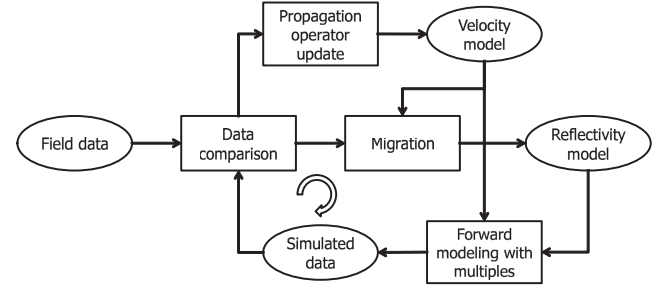 Propagation
operator
update
Velocity
model
Field data
Data
comparison
Migration
Reflectivity
model
Simulated
data
Forward
modeling with
multiples